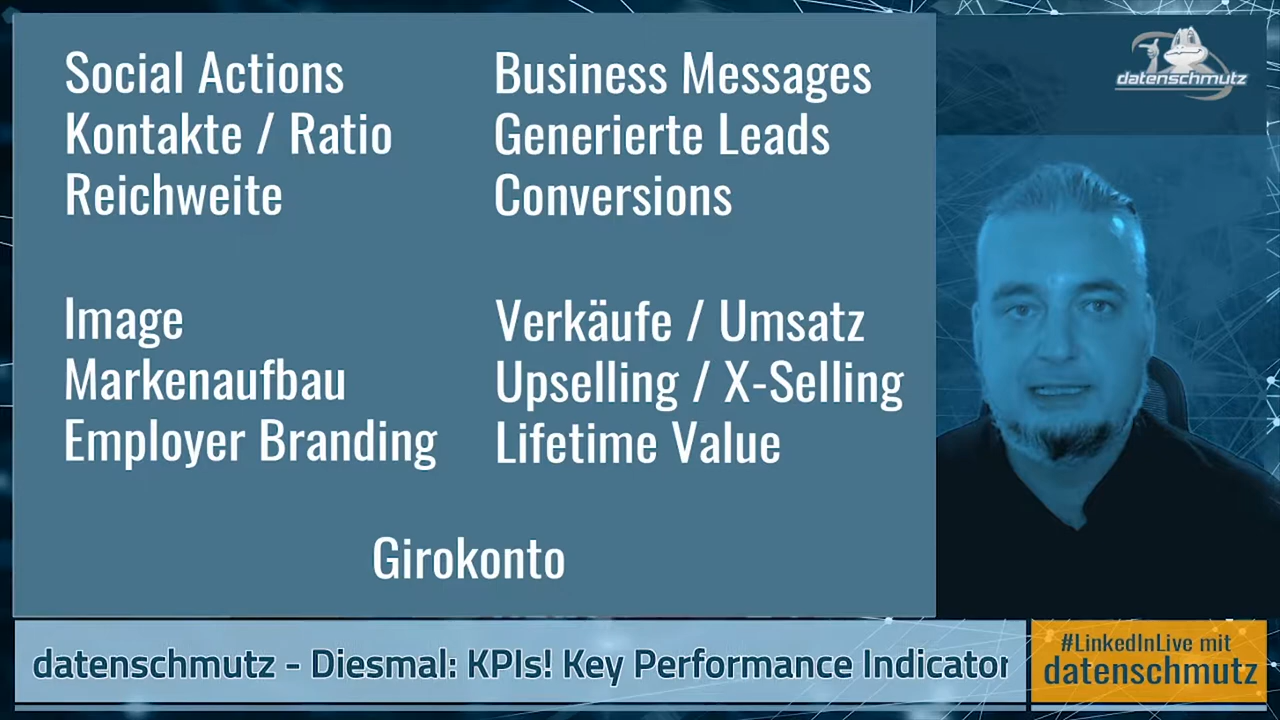 Social Actions
Kontakte / Ratio
Reichweite
Business Messages
Generierte Leads
Conversions
Image
Markenaufbau
Employer Branding
Verkäufe / Umsatz
Upselling / X-Selling
Lifetime Value
Girokonto
datenschmutz
datenschmutz - Diesmal: KPIs! Key Performance Indicator
#LinkedInLive mit
datenschmutz